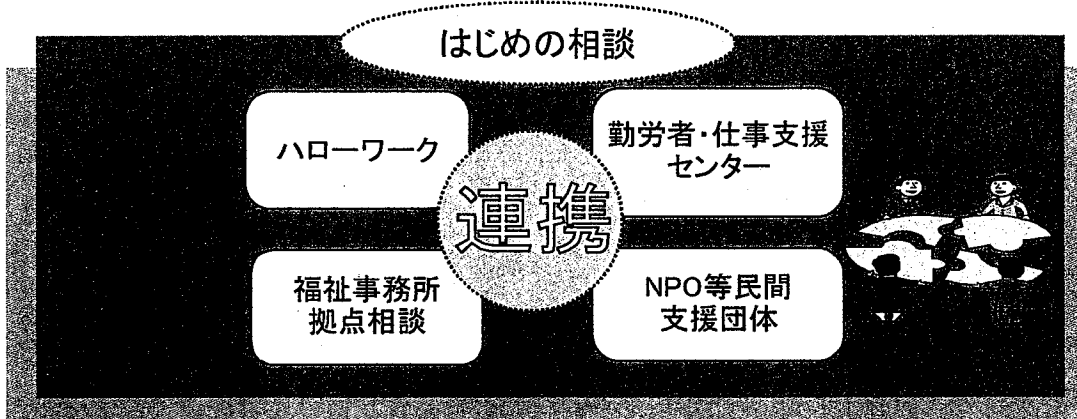 はじめの相談
ハローワーク
勤労者・仕事支援
センター
連携
福祉事務所
拠点相談
NPO等民間
支援団体